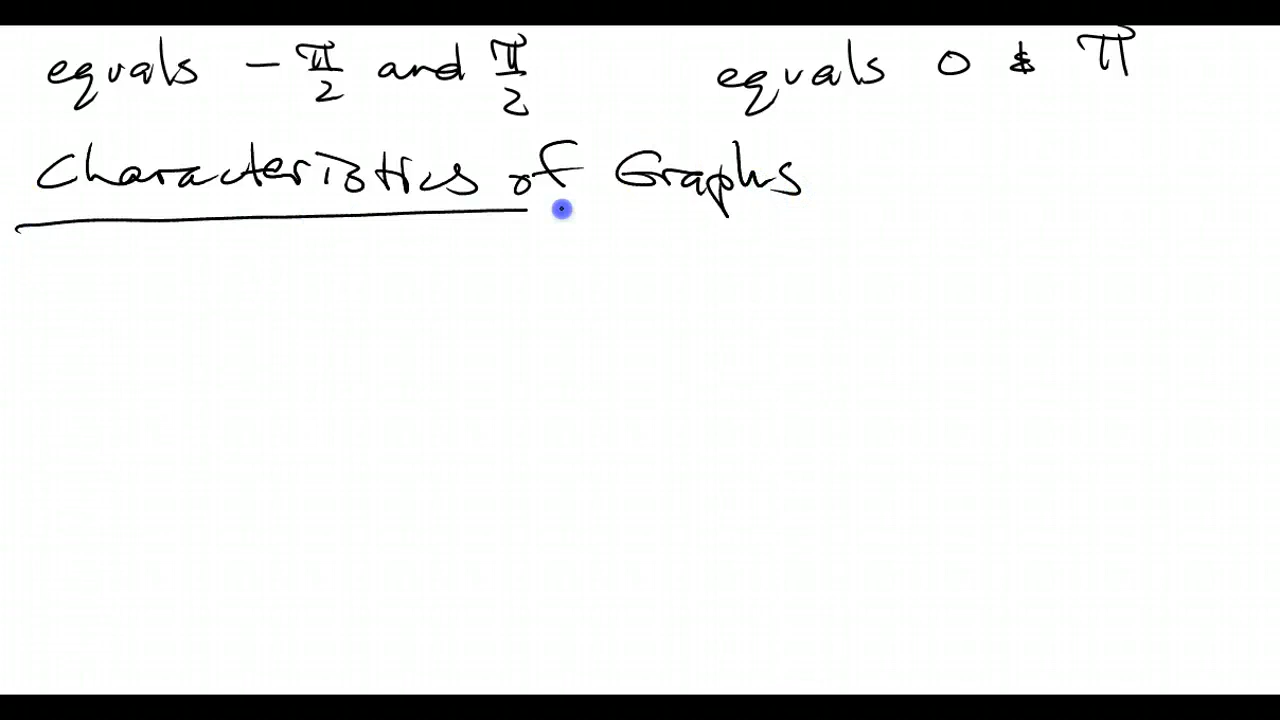 equals - π/2 and π/2 equals 0 & π
Characteristics of Graphs